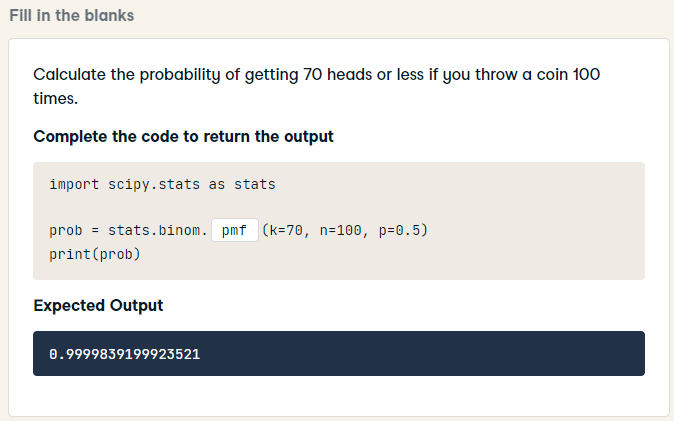 Fill in the blanks
Calculate the probability of getting 70 heads or less if you throw a coin 100
times.
Complete the code to return the output
import scipy.stats as stats
prob = stats.binom. pmf (k=70, n=100, p=0.5)
print(prob)
Expected Output
0.9999839199923521